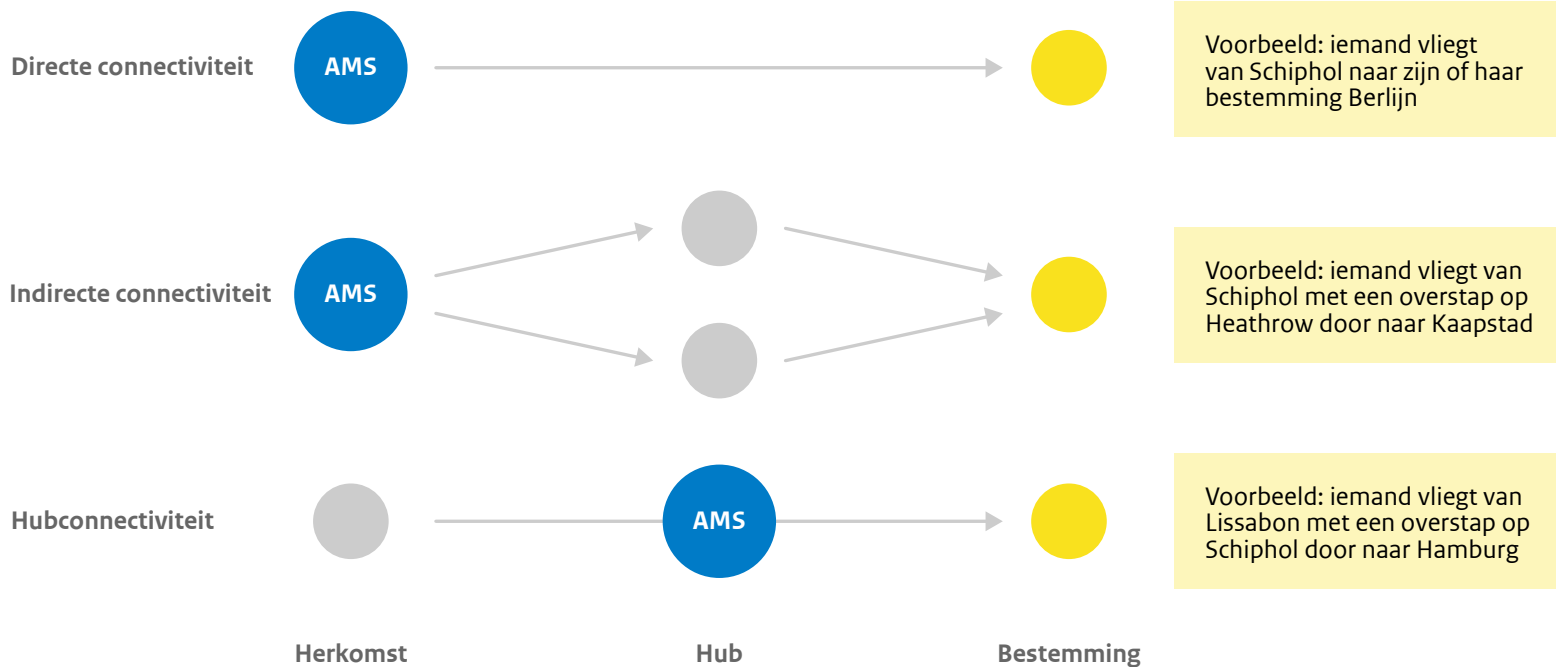 Directe connectiviteit
AMS
Voorbeeld: iemand vliegt
van Schiphol naar zijn of haar
bestemming Berlijn
Indirecte connectiviteit
AMS
Voorbeeld: iemand vliegt van
Schiphol met een overstap op
Heathrow door naar Kaapstad
Hubconnectiviteit
AMS
Voorbeeld: iemand vliegt van
Lissabon met een overstap op
Schiphol door naar Hamburg
Herkomst
Hub
Bestemming